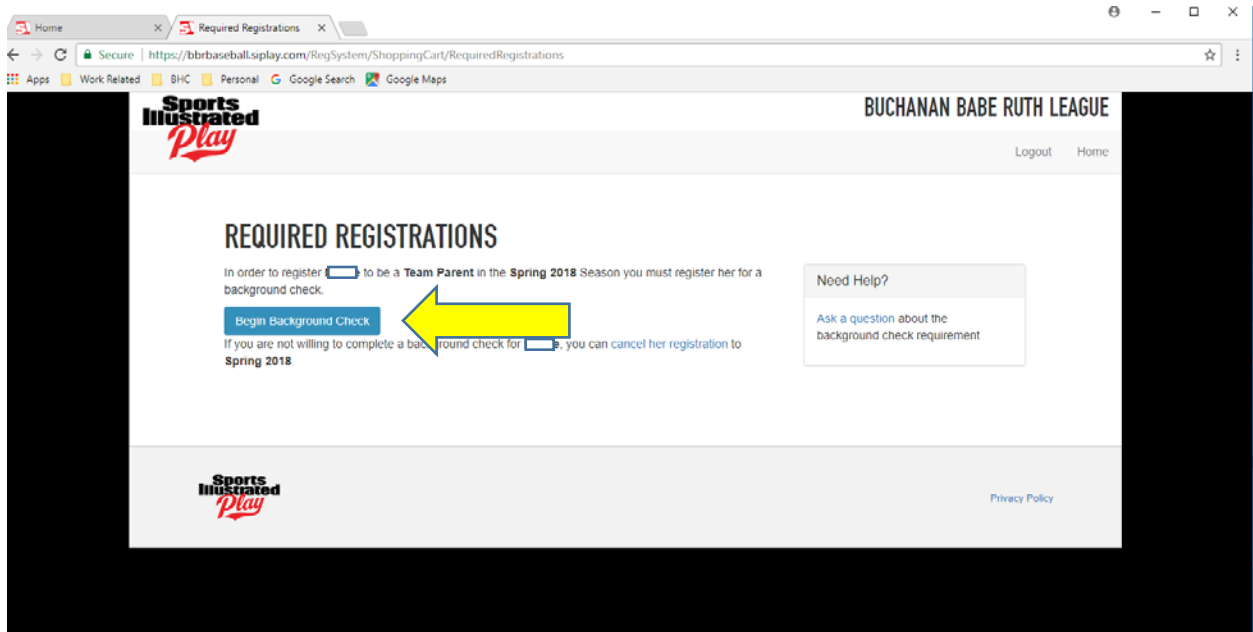 Home
Required Registrations
Secure | https://bbrbaseball.siplay.com/RegSystem/ShoppingCart/RequiredRegistrations
Apps Work Related BHC Personal G Google Search Google Maps
Sports
Illustrated
Play
BUCHANAN BABE RUTH LEAGUE
Logout Home
REQUIRED REGISTRATIONS
In order to register to be a Team Parent in the Spring 2018 Season you must register her for a
background check.
Begin Background Check
If you are not willing to complete a background check for , you can cancel her registration to
Spring 2018
Need Help?
Ask a question about the
background check requirement
Sports
Illustrated
Play
Privacy Policy